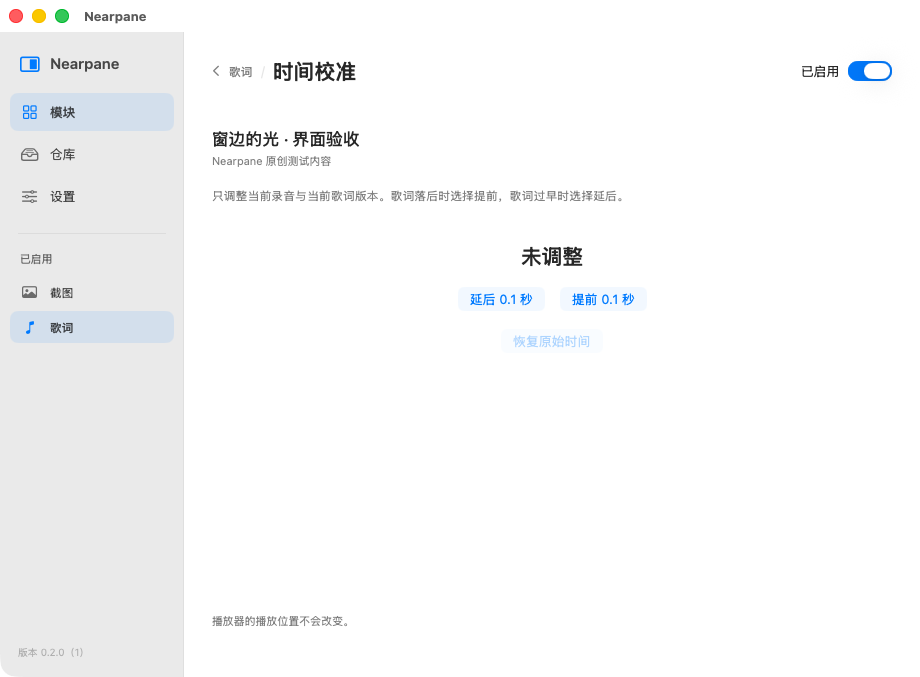 Nearpane
Nearpane
模块
仓库
设置
已启用
截图
歌词
版本 0.2.0（1）
歌词 / 时间校准
已启用
窗边的光 · 界面验收
Nearpane 原创测试内容
只调整当前录音与当前歌词版本。歌词落后时选择提前，歌词过早时选择延后。
未调整
延后 0.1 秒
提前 0.1 秒
恢复原始时间
播放器的播放位置不会改变。